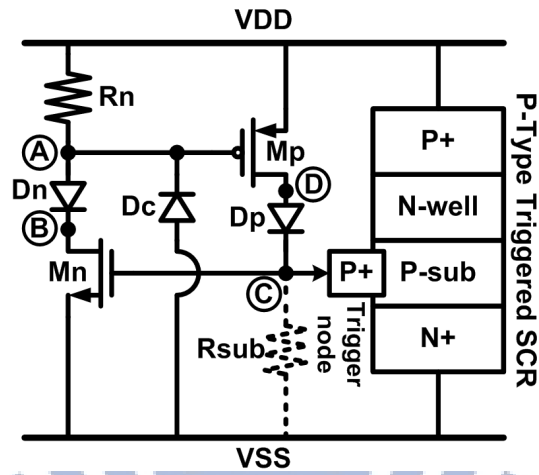 VDD
Rn
A
Mp
P+
Dn
Dc
D
Dp
N-well
B
Mn
C
P+
P-sub
Rsub
Trigger
node
N+
P-Type Triggered SCR
VSS